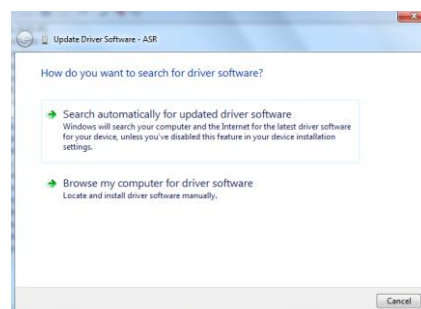 Update Driver Software - ASR
How do you want to search for driver software?
Search automatically for updated driver software
Windows will search your computer and the Internet for the latest driver software
for your device, unless you've disabled this feature in your device installation
settings.
Browse my computer for driver software
Locate and install driver software manually.
Cancel